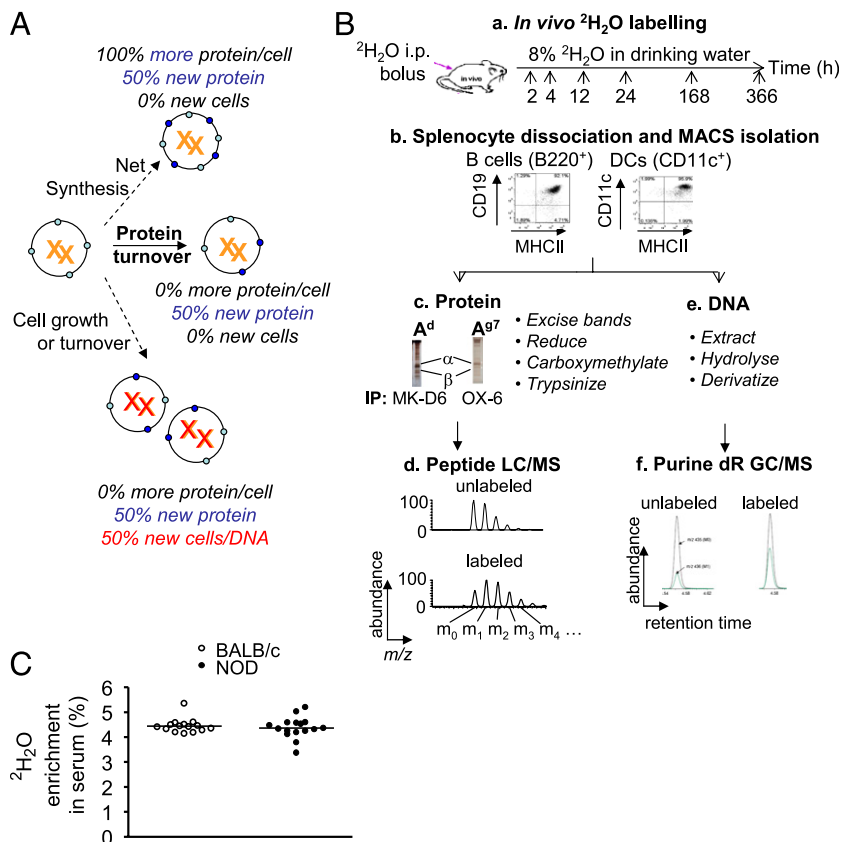 A
100% more protein/cell
50% new protein
0% new cells
Net
Synthesis
Protein
turnover
0% more protein/cell
50% new protein
0% new cells
Cell growth
or turnover
0% more protein/cell
50% new protein
50% new cells/DNA
B
a. In vivo ²H₂O labelling
²H₂O i.p.
bolus
in vivo
8% ²H₂O in drinking water
Time (h)
2 4 12 24 168 366
b. Splenocyte dissociation and MACS isolation
B cells (B220⁺) DCs (CD11c⁺)
CD19
MHCII
CD11c
MHCII
c. Protein
Aᵈ Aᵍ⁷
α
β
IP: MK-D6 OX-6
• Excise bands
• Reduce
• Carboxymethylate
• Trypsinize
e. DNA
• Extract
• Hydrolyse
• Derivatize
d. Peptide LC/MS
unlabeled
100
0
labeled
100
0
abundance
m₀ m₁ m₂ m₃ m₄ ...
m/z
f. Purine dR GC/MS
unlabeled labeled
abundance
retention time
C
BALB/c
NOD
²H₂O
enrichment
in serum (%)
6
5
4
3
2
1
0